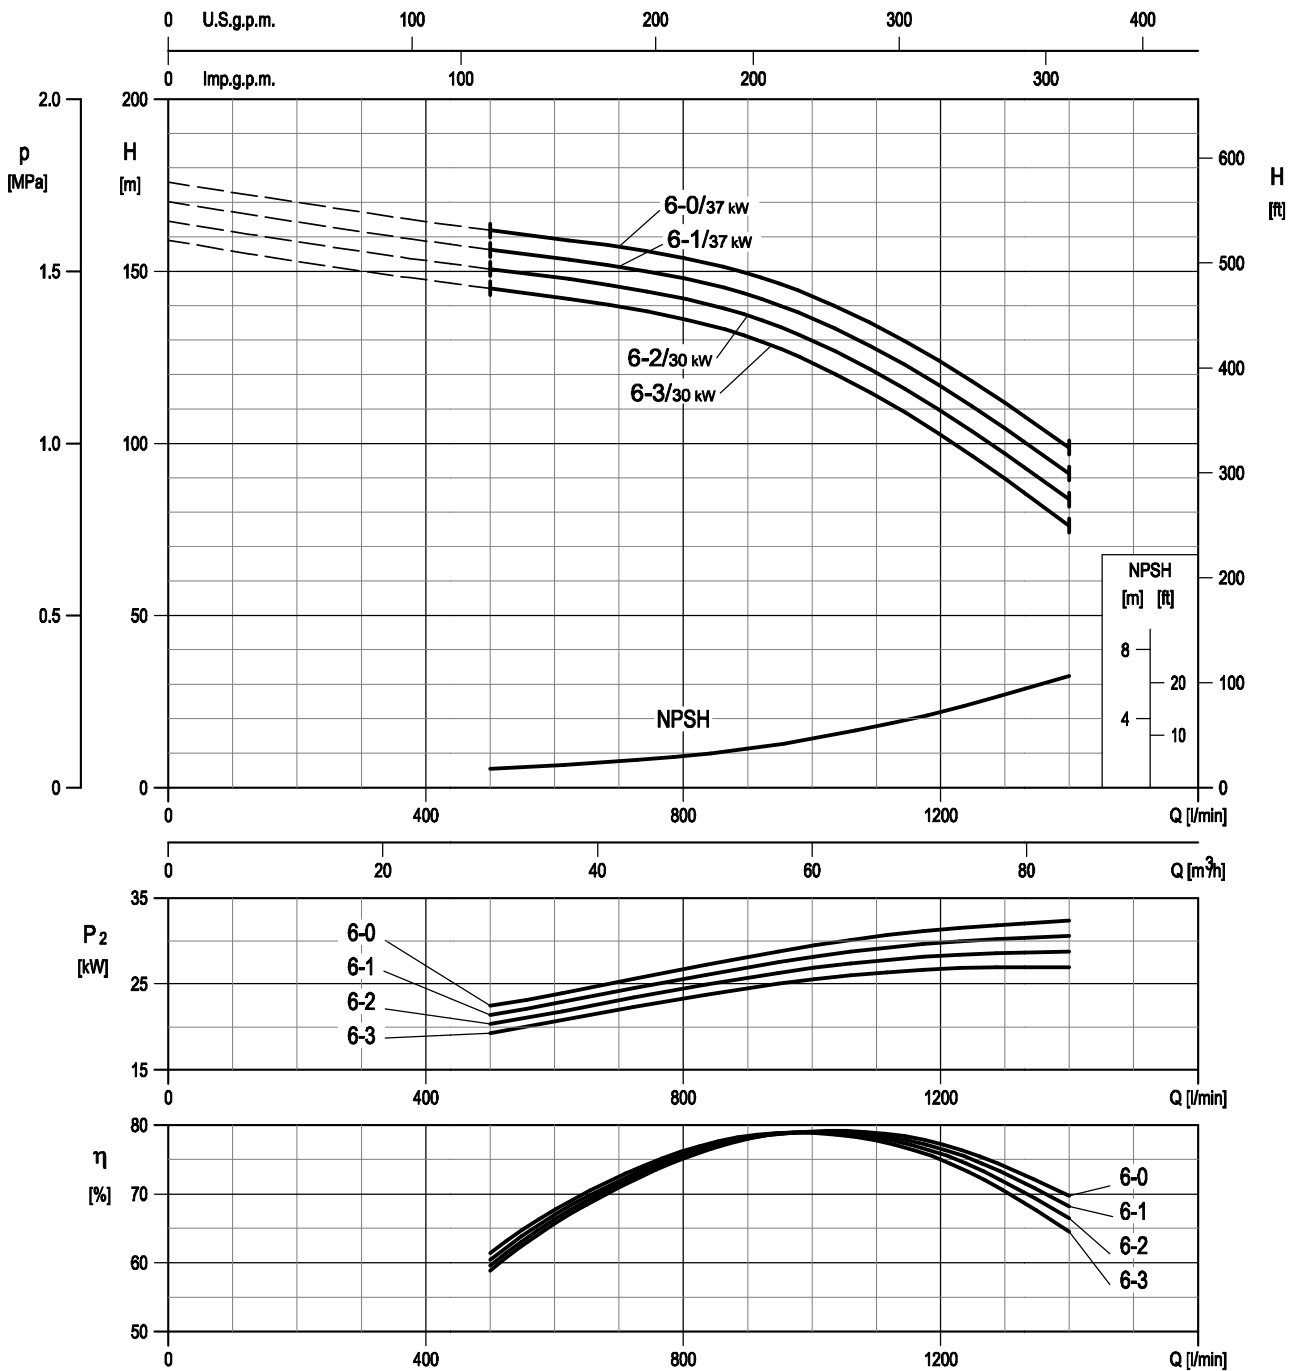 0 U.S.g.p.m. 100 200 300 400
0 Imp.g.p.m. 100 200 300
2.0 200
p H 600 H
[MPa] [m] [ft]
6-0/37 kW
6-1/37 kW
1.5 150 500
6-2/30 kW 400
6-3/30 kW
1.0 100
300
NPSH
200
[m] [ft]
0.5 50
8
20 100
NPSH 4
10
0 0 0
0 400 800 1200 Q [l/min]
0 20 40 60 80 Q [m³/h]
35
P2 6-0
[kW] 6-1
25
6-2
6-3
15
0 400 800 1200 Q [l/min]
80
η
6-0
[%] 70
6-1
6-2
60
6-3
50
0 400 800 1200 Q [l/min]